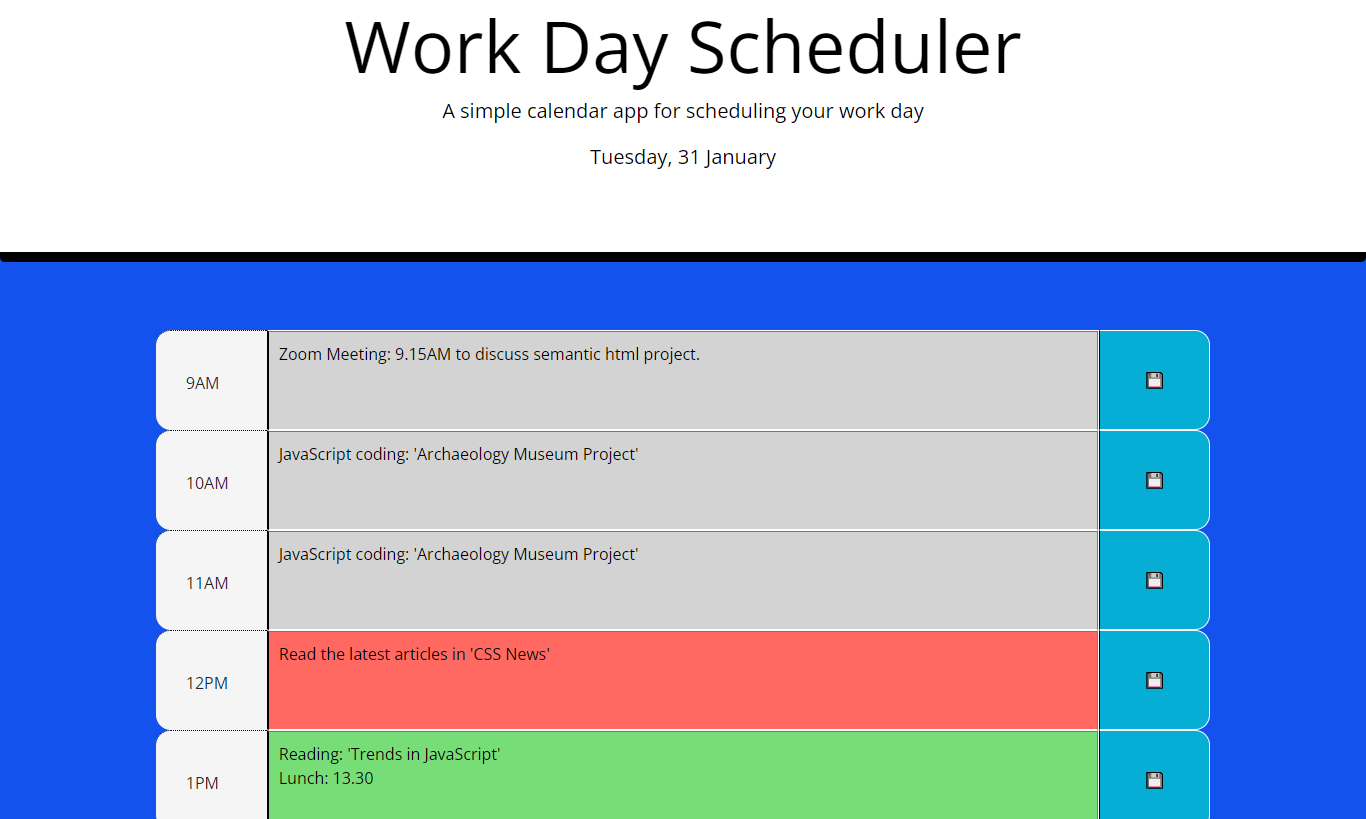 Work Day Scheduler
A simple calendar app for scheduling your work day
Tuesday, 31 January
9AM
Zoom Meeting: 9.15AM to discuss semantic html project.
10AM
JavaScript coding: 'Archaeology Museum Project'
11AM
JavaScript coding: 'Archaeology Museum Project'
12PM
Read the latest articles in 'CSS News'
1PM
Reading: 'Trends in JavaScript'
Lunch: 13.30